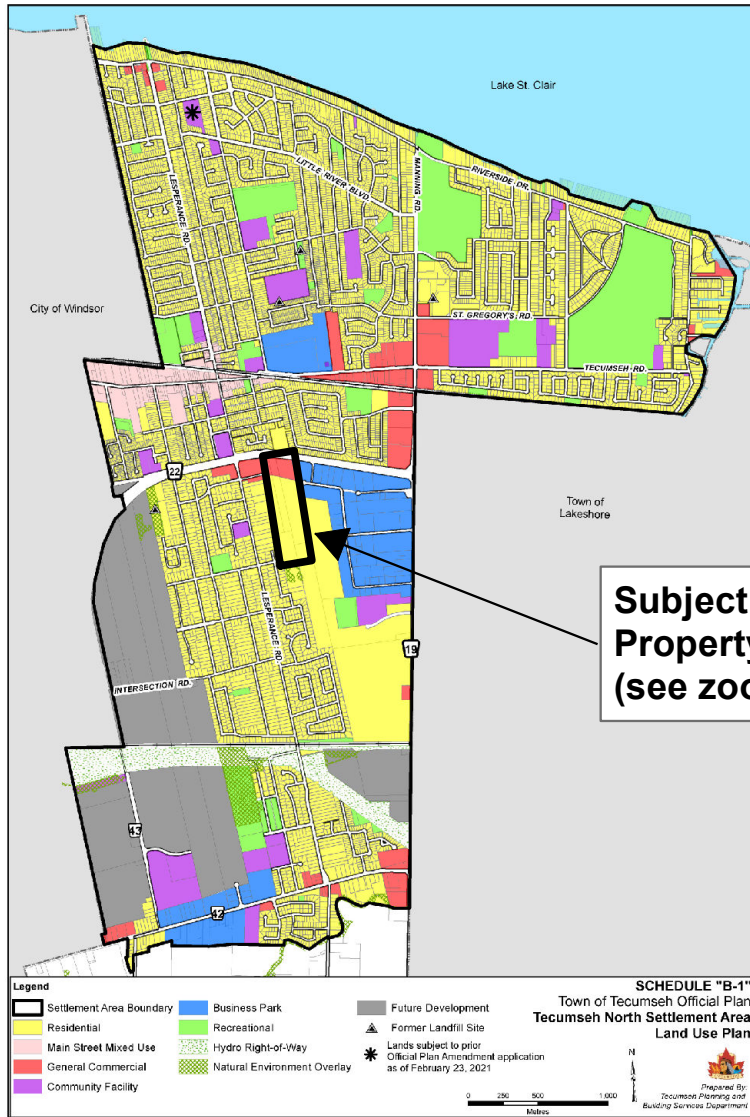 Lake St. Clair
RIVERSIDE DR.
LITTLE RIVER BLVD.
MANNING RD.
LESPERANCE RD.
City of Windsor
ST. GREGORY'S RD.
TECUMSEH RD.
22
Town of
Lakeshore
Subject
Property
(see zoo
LESPERANCE RD.
19
INTERSECTION RD.
43
42
Legend
Settlement Area Boundary
Residential
Main Street Mixed Use
General Commercial
Community Facility
Business Park
Recreational
Hydro Right-of-Way
Natural Environment Overlay
Future Development
Former Landfill Site
Lands subject to prior
Official Plan Amendment application
as of February 23, 2021
SCHEDULE "B-1"
Town of Tecumseh Official Plan
Tecumseh North Settlement Area
Land Use Plan
N
0 250 500 1,000
Metres
Prepared By:
Tecumseh Planning and
Building Services Department